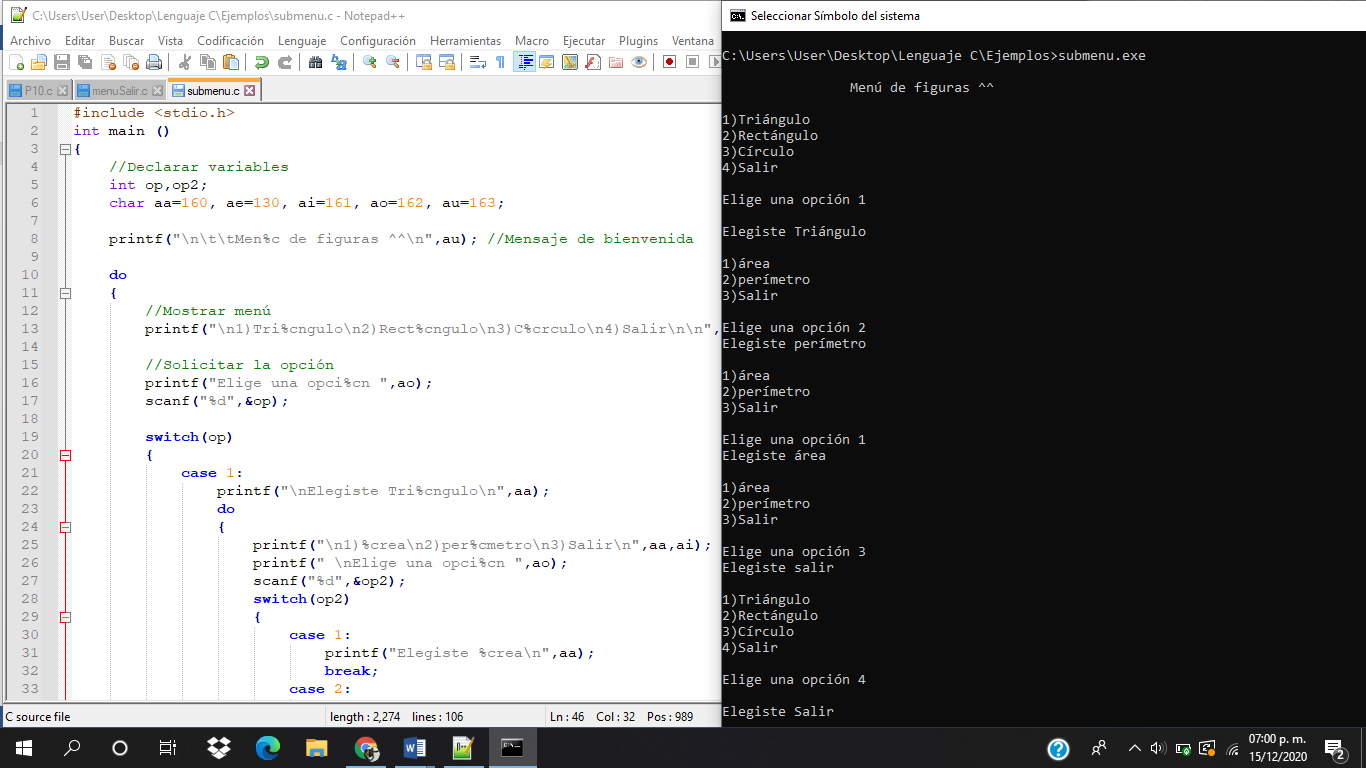 C:\Users\User\Desktop\Lenguaje C\Ejemplos\submenu.c - Notepad++
Archivo Editar Buscar Vista Codificación Lenguaje Configuración Herramientas Macro Ejecutar Plugins Ventana
P10.c menuSalir.c submenu.c
1 #include <stdio.h>
2 int main ()
3 {
4 //Declarar variables
5 int op,op2;
6 char aa=160, ae=130, ai=161, ao=162, au=163;
7
8 printf("\n\t\tMen%c de figuras ^^\n",au); //Mensaje de bienvenida
9
10 do
11 {
12 //Mostrar menú
13 printf("\n1)Tri%cngulo\n2)Rect%cngulo\n3)C%crculo\n4)Salir\n\n",
14
15 //Solicitar la opción
16 printf("Elige una opci%cn ",ao);
17 scanf("%d",&op);
18
19 switch(op)
20 {
21 case 1:
22 printf("\nElegiste Tri%cngulo\n",aa);
23 do
24 {
25 printf("\n1)%crea\n2)per%cmetro\n3)Salir\n",aa,ai);
26 printf(" \nElige una opci%cn ",ao);
27 scanf("%d",&op2);
28 switch(op2)
29 {
30 case 1:
31 printf("Elegiste %crea\n",aa);
32 break;
33 case 2:
C source file length : 2,274 lines : 106 Ln : 46 Col : 32 Pos : 989
Seleccionar Símbolo del sistema
C:\Users\User\Desktop\Lenguaje C\Ejemplos>submenu.exe
Menú de figuras ^^
1)Triángulo
2)Rectángulo
3)Círculo
4)Salir
Elige una opción 1
Elegiste Triángulo
1)área
2)perímetro
3)Salir
Elige una opción 2
Elegiste perímetro
1)área
2)perímetro
3)Salir
Elige una opción 1
Elegiste área
1)área
2)perímetro
3)Salir
Elige una opción 3
Elegiste salir
1)Triángulo
2)Rectángulo
3)Círculo
4)Salir
Elige una opción 4
Elegiste Salir
07:00 p. m.
15/12/2020
2